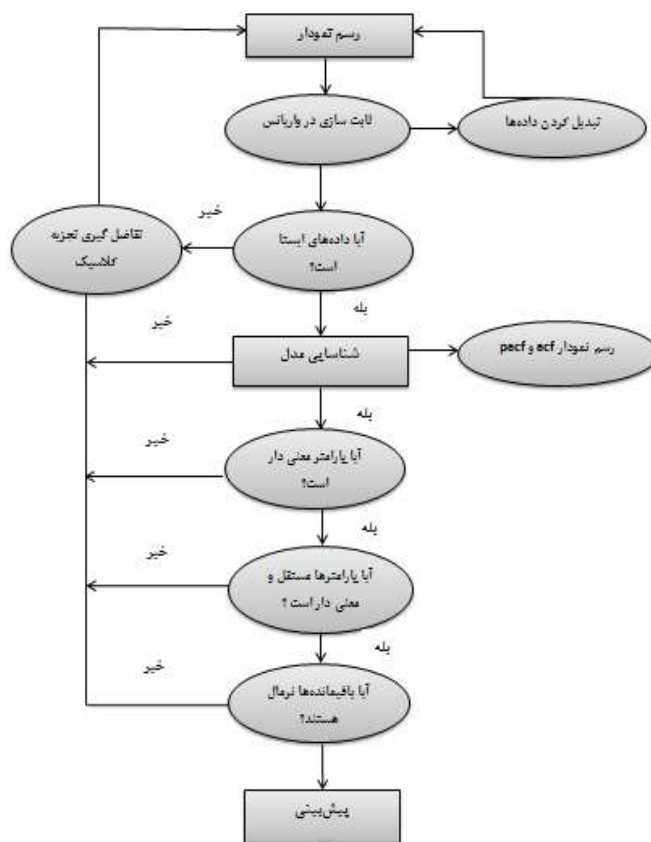 رسم نمودار
ثابت سازی در واریانس
تبدیل کردن داده‌ها
آیا داده‌های ایستا
است؟
خیر
تفاضل گیری تجزیه
کلاسیک
بله
خیر
شناسایی مدل
رسم نمودار acf و pacf
بله
خیر
آیا پارامتر معنی دار
است؟
بله
خیر
آیا پارامترها مستقل و
معنی دار است ؟
بله
خیر
آیا باقیمانده‌ها نرمال
هستند؟
پیش‌بینی